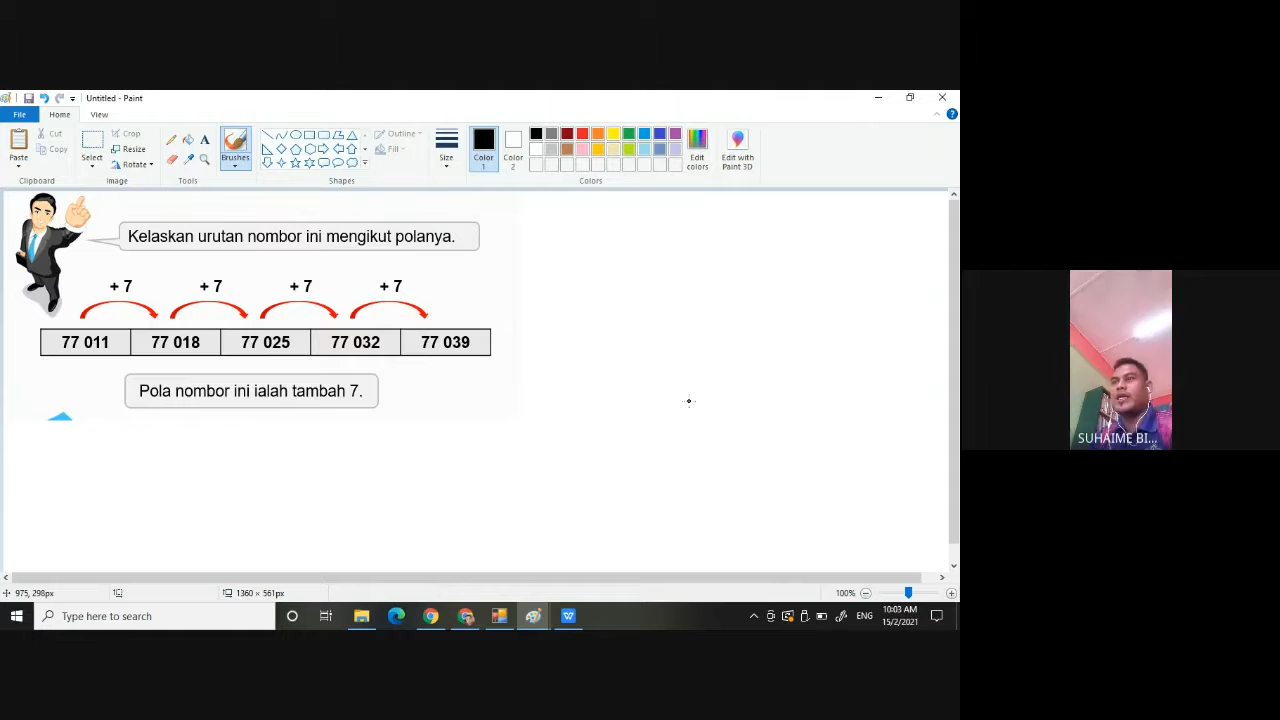 Untitled - Paint
File
Home
View
Paste
Cut
Copy
Clipboard
Select
Crop
Resize
Rotate
Image
A
Tools
Brushes
Shapes
Outline
Fill
Size
Color 1
Color 2
Edit colors
Edit with Paint 3D
Colors
Kelaskan urutan nombor ini mengikut polanya.
+ 7 + 7 + 7 + 7
77 011 77 018 77 025 77 032 77 039
Pola nombor ini ialah tambah 7.
SUHAIME BI...
975, 298px
1360 × 561px
100%
Type here to search
ENG
10:03 AM
15/2/2021